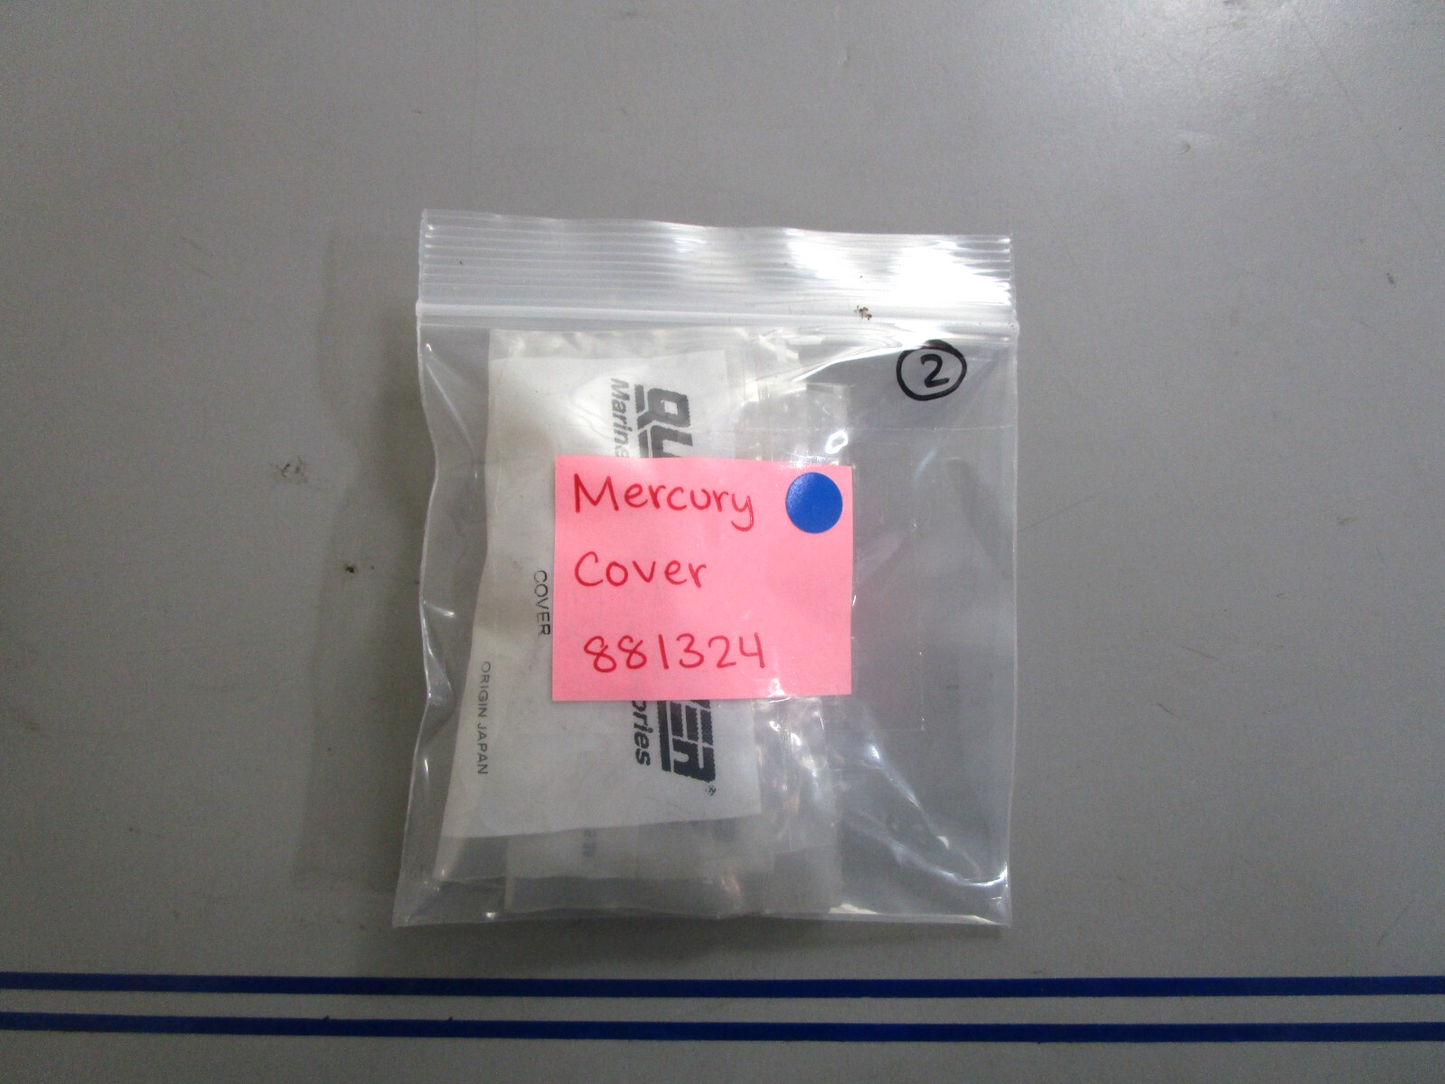 2
Mercury
Cover
881324
COVER
ORIGIN JAPAN